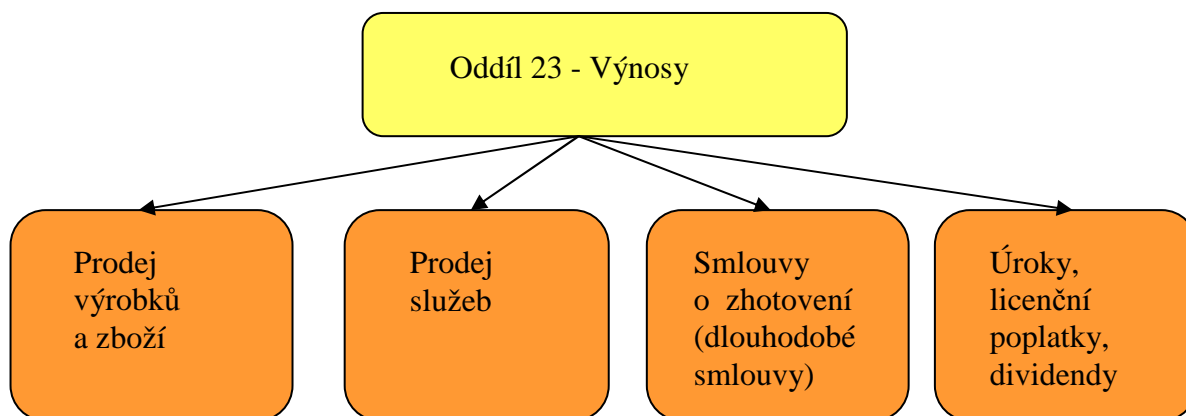 Oddíl 23 - Výnosy
Prodej
výrobků
a zboží
Prodej
služeb
Smlouvy
o zhotovení
(dlouhodobé
smlouvy)
Úroky,
licenční
poplatky,
dividendy